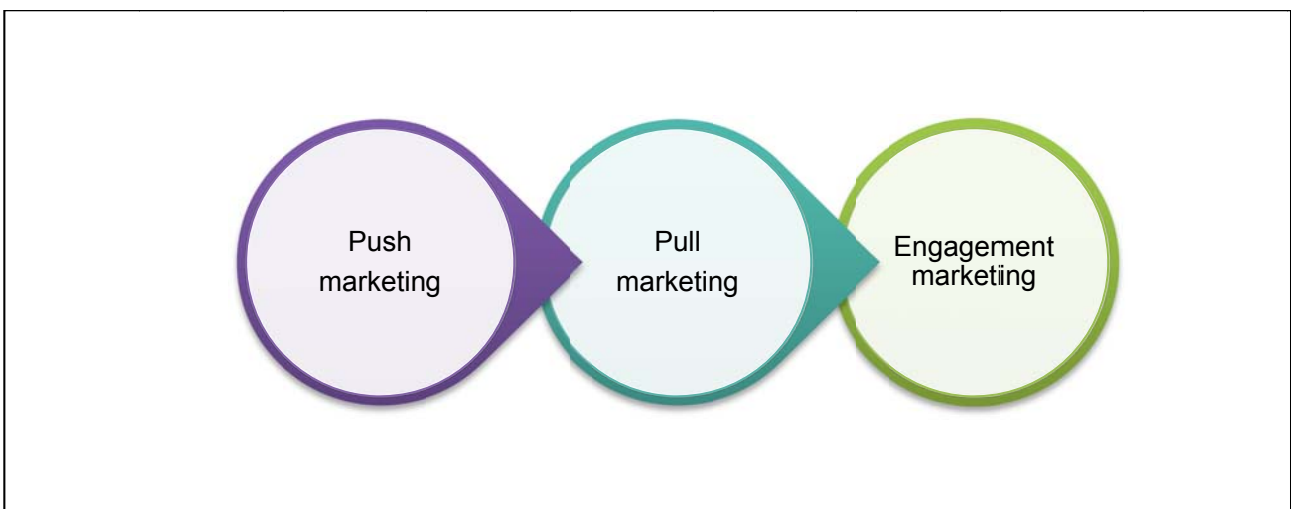 Push
marketing
Pull
marketing
Engagement
marketing